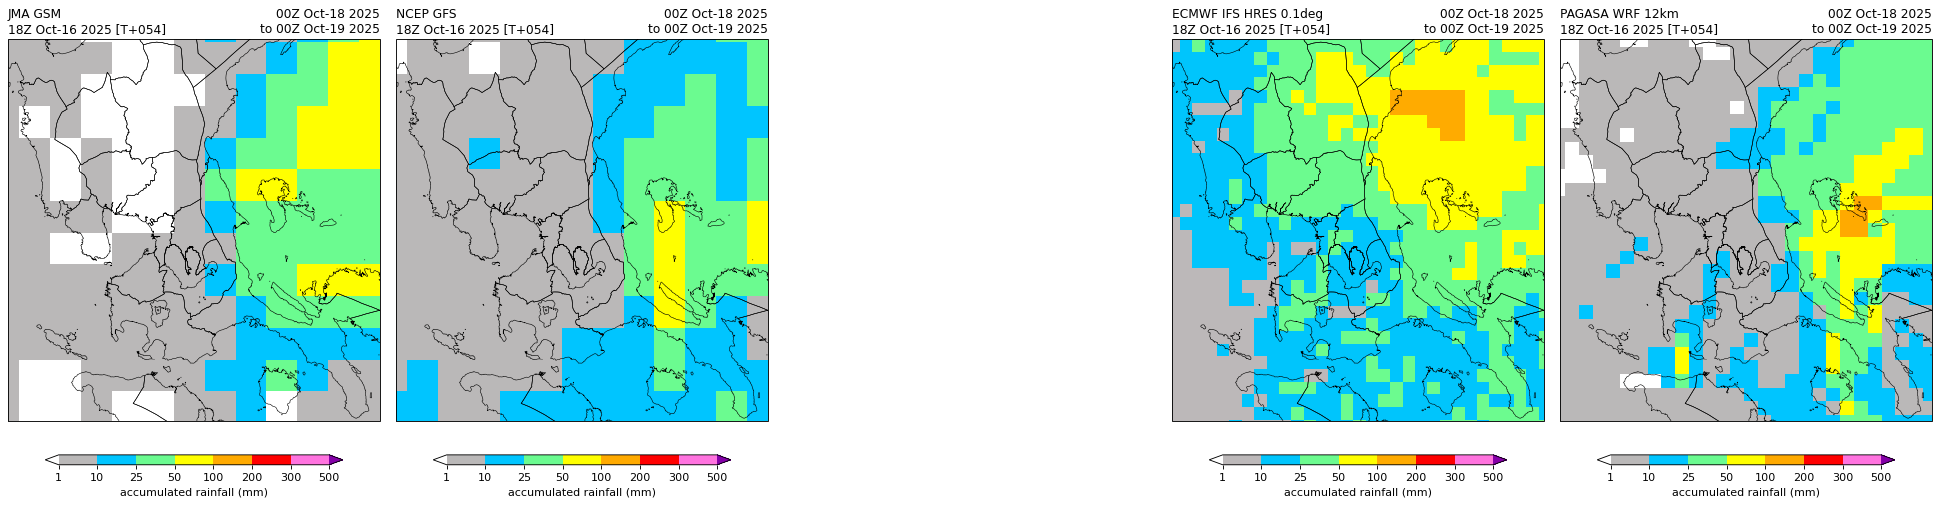 JMA GSM 00Z Oct-18 2025
18Z Oct-16 2025 [T+054] to 00Z Oct-19 2025
NCEP GFS 00Z Oct-18 2025
18Z Oct-16 2025 [T+054] to 00Z Oct-19 2025
ECMWF IFS HRES 0.1deg 00Z Oct-18 2025
18Z Oct-16 2025 [T+054] to 00Z Oct-19 2025
PAGASA WRF 12km 00Z Oct-18 2025
18Z Oct-16 2025 [T+054] to 00Z Oct-19 2025
1 10 25 50 100 200 300 500
accumulated rainfall (mm)
1 10 25 50 100 200 300 500
accumulated rainfall (mm)
1 10 25 50 100 200 300 500
accumulated rainfall (mm)
1 10 25 50 100 200 300 500
accumulated rainfall (mm)